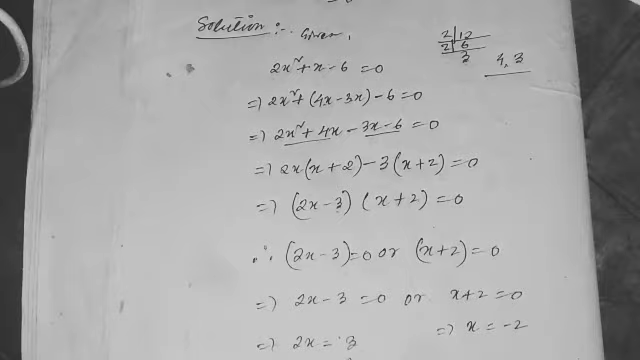 Solution :- Given,
2x² + x - 6 = 0
=> 2x² + (4x - 3x) - 6 = 0
=> 2x² + 4x - 3x - 6 = 0
=> 2x(x + 2) - 3(x + 2) = 0
=> (2x - 3) (x + 2) = 0
∴ (2x - 3) = 0 or (x + 2) = 0
=> 2x - 3 = 0 or x + 2 = 0
=> 2x = 3 => x = -2
2 | 12
2 | 6
3
4, 3